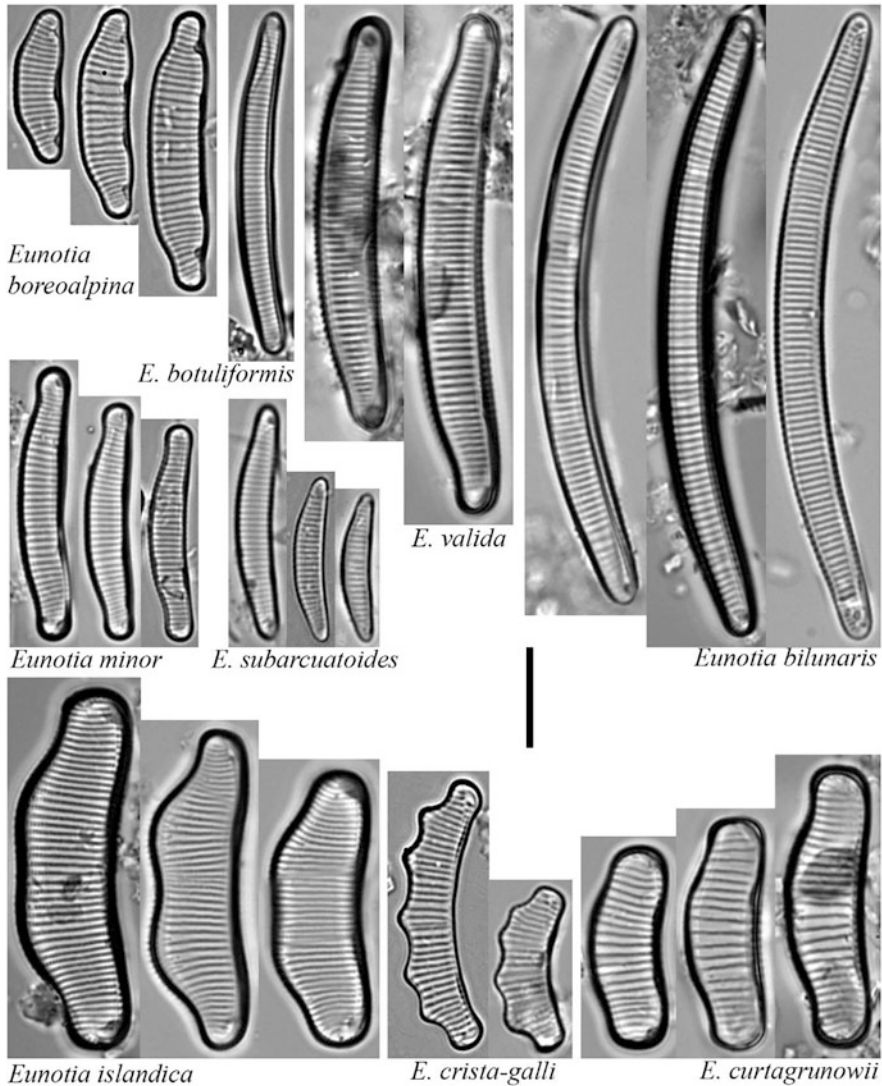 Eunotia
boreoalpina
E. botuliformis
E. valida
Eunotia minor
E. subarcuatoides
Eunotia bilunaris
Eunotia islandica
E. crista-galli
E. curtagrunowii